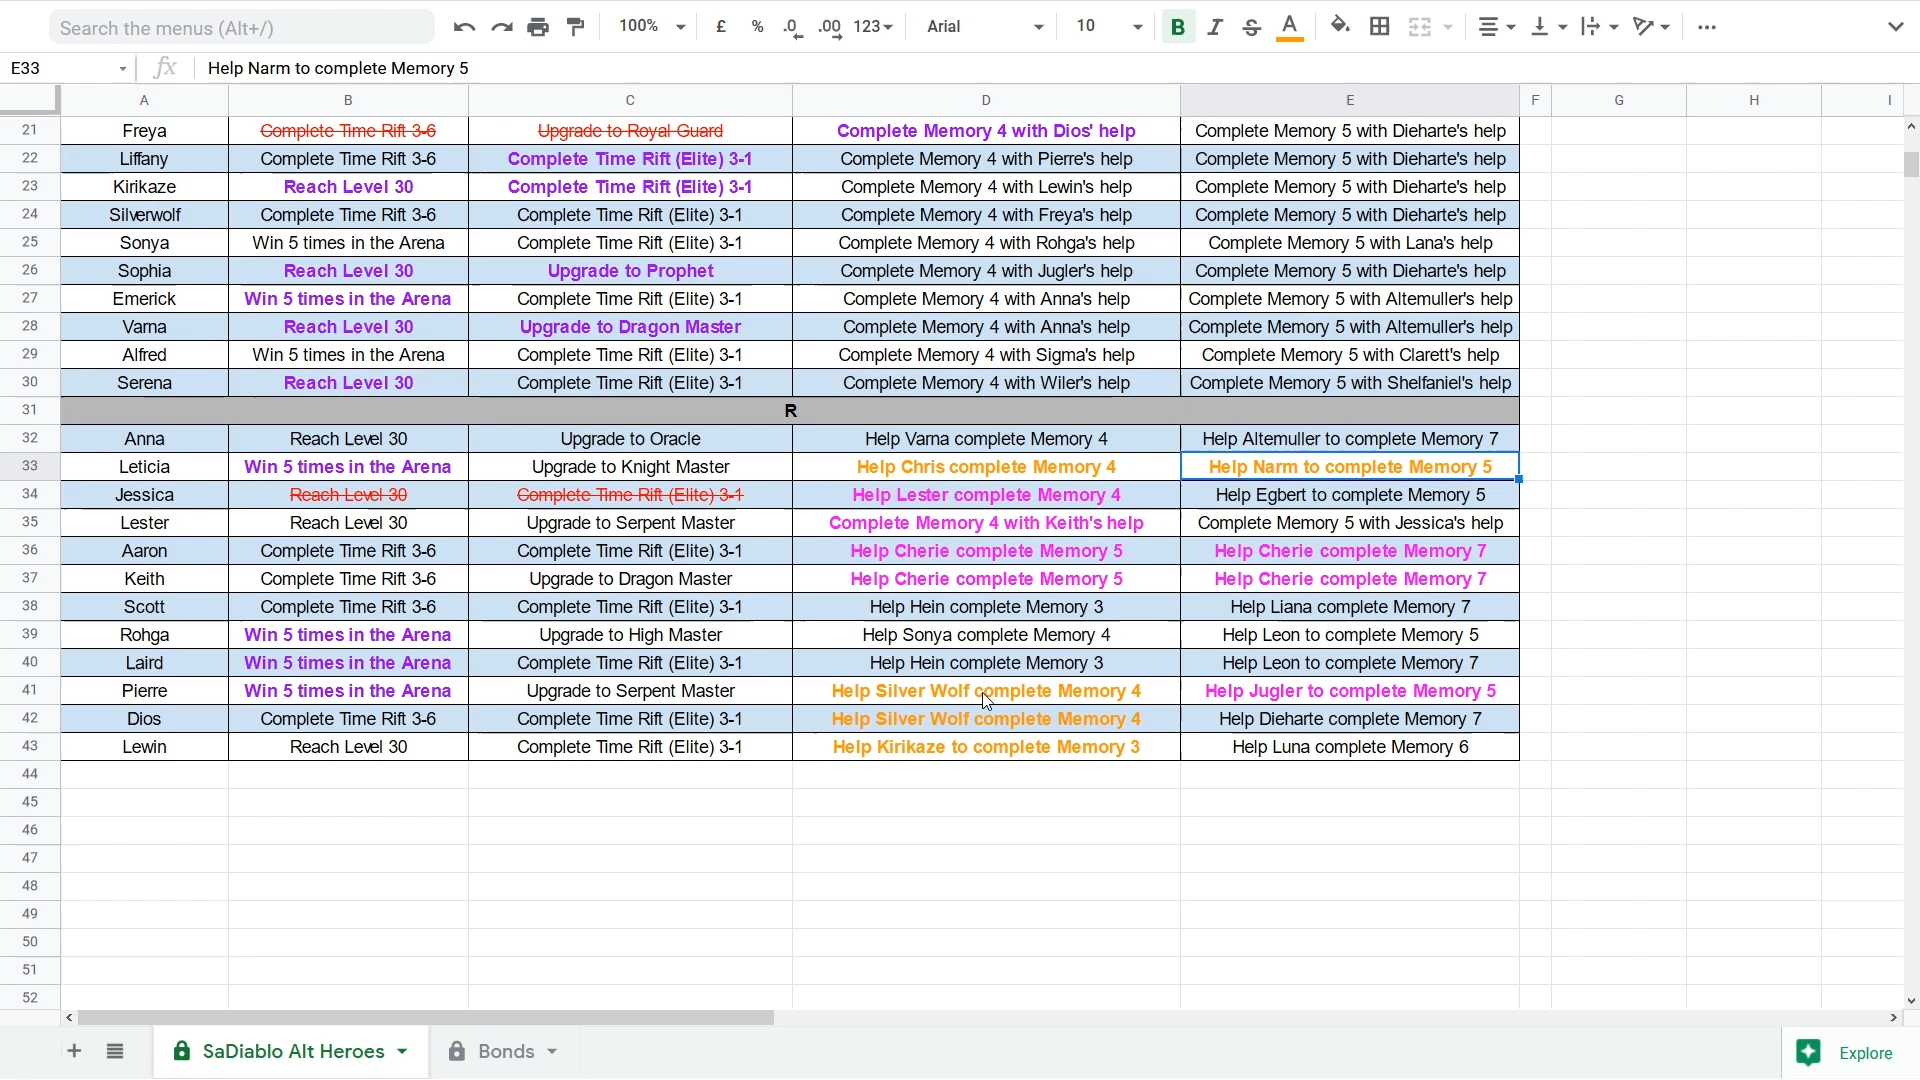 Search the menus (Alt+/) 100% £ % .0 .00 123 Arial 10 B I S A
E33 fx Help Narm to complete Memory 5
A B C D E F G H I
21 Freya Complete Time Rift 3-6 Upgrade to Royal Guard Complete Memory 4 with Dios' help Complete Memory 5 with Dieharte's help
22 Liffany Complete Time Rift 3-6 Complete Time Rift (Elite) 3-1 Complete Memory 4 with Pierre's help Complete Memory 5 with Dieharte's help
23 Kirikaze Reach Level 30 Complete Time Rift (Elite) 3-1 Complete Memory 4 with Lewin's help Complete Memory 5 with Dieharte's help
24 Silverwolf Complete Time Rift 3-6 Complete Time Rift (Elite) 3-1 Complete Memory 4 with Freya's help Complete Memory 5 with Dieharte's help
25 Sonya Win 5 times in the Arena Complete Time Rift (Elite) 3-1 Complete Memory 4 with Rohga's help Complete Memory 5 with Lana's help
26 Sophia Reach Level 30 Upgrade to Prophet Complete Memory 4 with Jugler's help Complete Memory 5 with Dieharte's help
27 Emerick Win 5 times in the Arena Complete Time Rift (Elite) 3-1 Complete Memory 4 with Anna's help Complete Memory 5 with Altemuller's help
28 Varna Reach Level 30 Upgrade to Dragon Master Complete Memory 4 with Anna's help Complete Memory 5 with Altemuller's help
29 Alfred Win 5 times in the Arena Complete Time Rift (Elite) 3-1 Complete Memory 4 with Sigma's help Complete Memory 5 with Clarett's help
30 Serena Reach Level 30 Complete Time Rift (Elite) 3-1 Complete Memory 4 with Wiler's help Complete Memory 5 with Shelfaniel's help
31 R
32 Anna Reach Level 30 Upgrade to Oracle Help Varna complete Memory 4 Help Altemuller to complete Memory 7
33 Leticia Win 5 times in the Arena Upgrade to Knight Master Help Chris complete Memory 4 Help Narm to complete Memory 5
34 Jessica Reach Level 30 Complete Time Rift (Elite) 3-1 Help Lester complete Memory 4 Help Egbert to complete Memory 5
35 Lester Reach Level 30 Upgrade to Serpent Master Complete Memory 4 with Keith's help Complete Memory 5 with Jessica's help
36 Aaron Complete Time Rift 3-6 Complete Time Rift (Elite) 3-1 Help Cherie complete Memory 5 Help Cherie complete Memory 7
37 Keith Complete Time Rift 3-6 Upgrade to Dragon Master Help Cherie complete Memory 5 Help Cherie complete Memory 7
38 Scott Complete Time Rift 3-6 Complete Time Rift (Elite) 3-1 Help Hein complete Memory 3 Help Liana complete Memory 7
39 Rohga Win 5 times in the Arena Upgrade to High Master Help Sonya complete Memory 4 Help Leon to complete Memory 5
40 Laird Win 5 times in the Arena Complete Time Rift (Elite) 3-1 Help Hein complete Memory 3 Help Leon to complete Memory 7
41 Pierre Win 5 times in the Arena Upgrade to Serpent Master Help Silver Wolf complete Memory 4 Help Jugler to complete Memory 5
42 Dios Complete Time Rift 3-6 Complete Time Rift (Elite) 3-1 Help Silver Wolf complete Memory 4 Help Dieharte complete Memory 7
43 Lewin Reach Level 30 Complete Time Rift (Elite) 3-1 Help Kirikaze to complete Memory 3 Help Luna complete Memory 6
44
45
46
47
48
49
50
51
52
SaDiablo Alt Heroes Bonds Explore